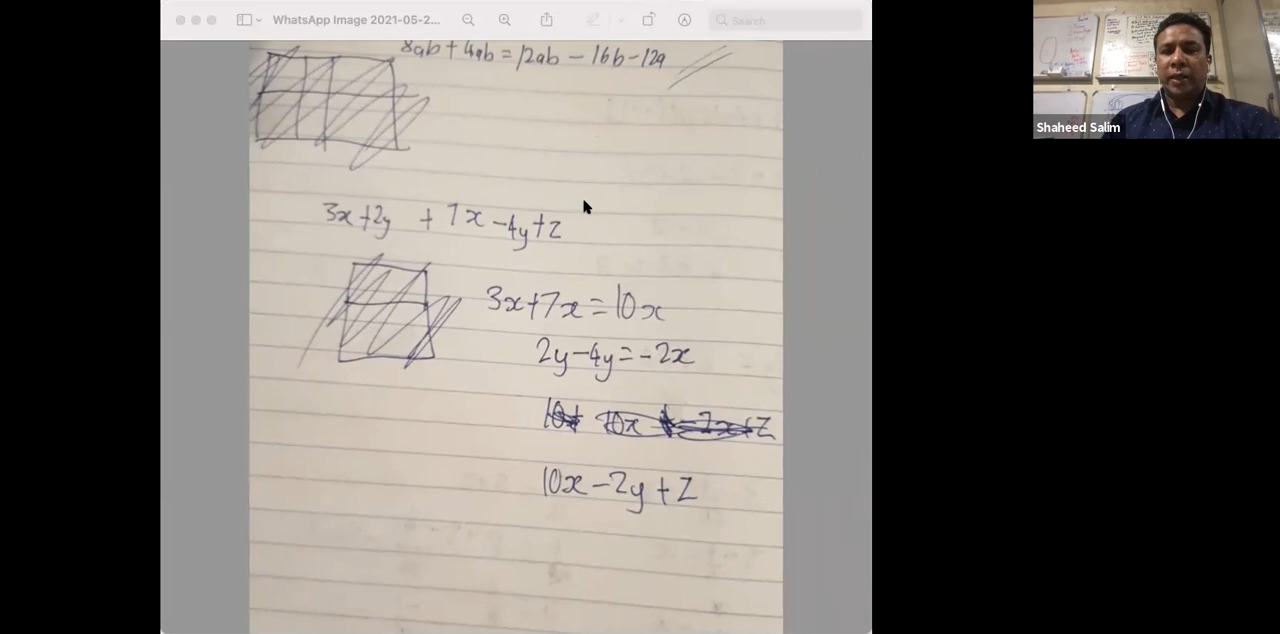 WhatsApp Image 2021-05-2...
Search
8ab + 4ab = 12ab - 16b - 12a
3x + 2y + 7x - 4y + z
3x + 7x = 10x
2y - 4y = -2x
10x - 2y + z
Shaheed Salim